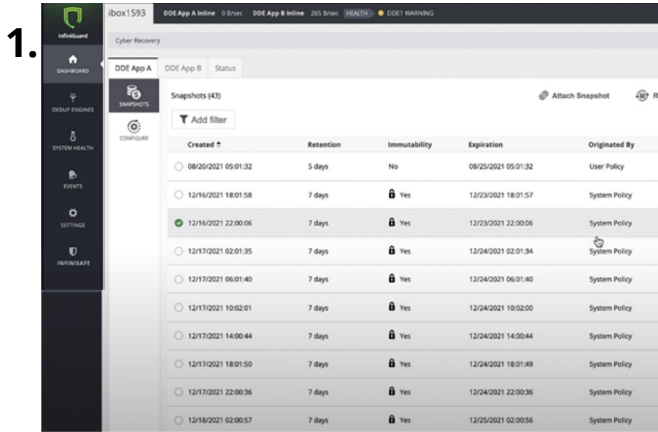 1.
InfiniGuard
ibox1593 DDE App A Inline 0 B/sec DDE App B Inline 265 B/sec HEALTH DDE1 WARNING
Cyber Recovery
DASHBOARD
DDE App A DDE App B Status
SNAPSHOTS
Snapshots (43) Attach Snapshot R
DEDUP ENGINES
Add filter
CONFIGURE
SYSTEM HEALTH
Created Retention Immutability Expiration Originated By
08/20/2021 05:01:32 5 days No 08/25/2021 05:01:32 User Policy
EVENTS
12/16/2021 18:01:58 7 days Yes 12/23/2021 18:01:57 System Policy
SETTINGS
12/16/2021 22:00:06 7 days Yes 12/23/2021 22:00:06 System Policy
INFINISAFE
12/17/2021 02:01:35 7 days Yes 12/24/2021 02:01:34 System Policy
12/17/2021 06:01:40 7 days Yes 12/24/2021 06:01:40 System Policy
12/17/2021 10:02:01 7 days Yes 12/24/2021 10:02:00 System Policy
12/17/2021 14:00:44 7 days Yes 12/24/2021 14:00:44 System Policy
12/17/2021 18:01:50 7 days Yes 12/24/2021 18:01:49 System Policy
12/17/2021 22:00:36 7 days Yes 12/24/2021 22:00:36 System Policy
12/18/2021 02:00:57 7 days Yes 12/25/2021 02:00:56 System Policy